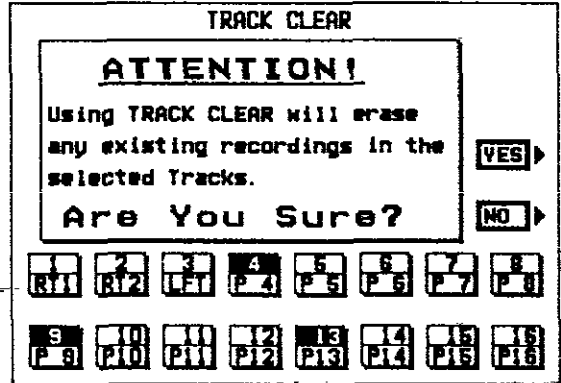 TRACK CLEAR
ATTENTION!
Using TRACK CLEAR will erase
any existing recordings in the
selected Tracks.
Are You Sure?
YES
NO
1 2 3 4 5 6 7 8
RT1 RT2 LFT P 4 P 5 P 6 P 7 P 8
9 10 11 12 13 14 15 16
P 9 P10 P11 P12 P13 P14 P15 P16